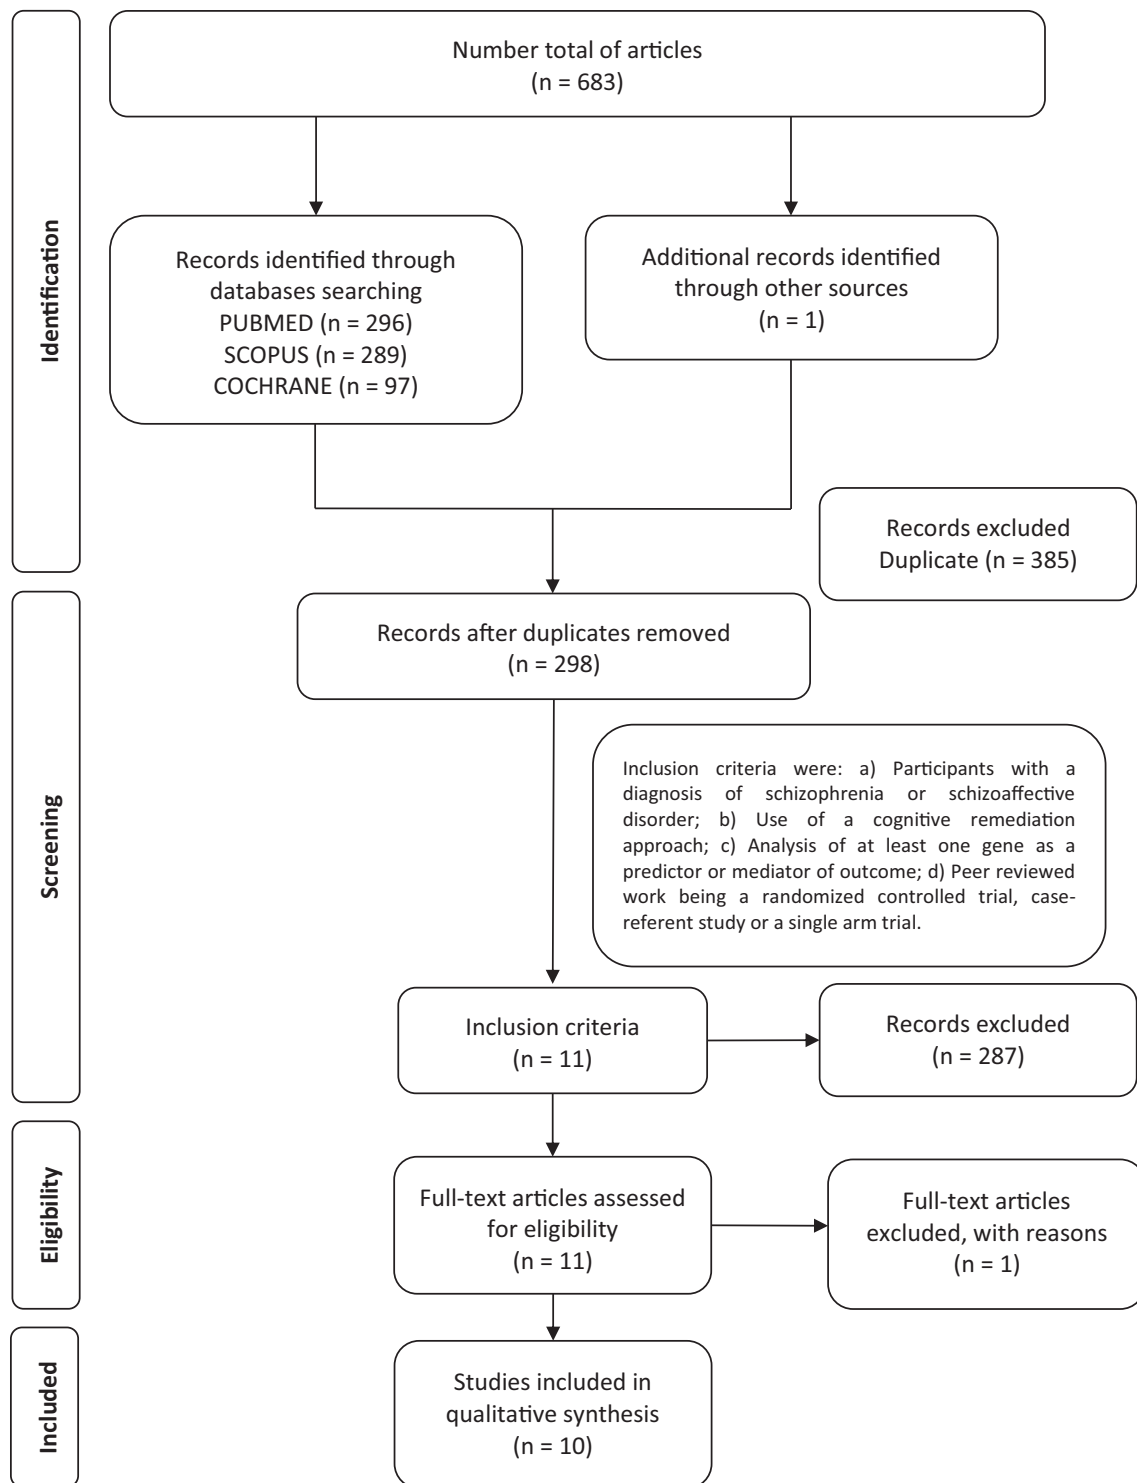 Identification
Number total of articles
(n = 683)
Records identified through
databases searching
PUBMED (n = 296)
SCOPUS (n = 289)
COCHRANE (n = 97)
Additional records identified
through other sources
(n = 1)
Records excluded
Duplicate (n = 385)
Screening
Records after duplicates removed
(n = 298)
Inclusion criteria were: a) Participants with a
diagnosis of schizophrenia or schizoaffective
disorder; b) Use of a cognitive remediation
approach; c) Analysis of at least one gene as a
predictor or mediator of outcome; d) Peer reviewed
work being a randomized controlled trial, case-
referent study or a single arm trial.
Inclusion criteria
(n = 11)
Records excluded
(n = 287)
Eligibility
Full-text articles assessed
for eligibility
(n = 11)
Full-text articles
excluded, with reasons
(n = 1)
Included
Studies included in
qualitative synthesis
(n = 10)